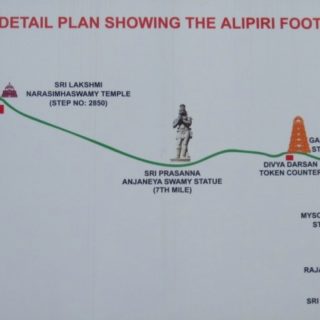 DETAIL PLAN SHOWING THE ALIPIRI FOOT
SRI LAKSHMI
NARASIMHASWAMY TEMPLE
(STEP NO: 2850)
SRI PRASANNA
ANJANEYA SWAMY STATUE
(7TH MILE)
GA
ST
DIVYA DARSAN
TOKEN COUNTER
MYSO
ST
RAJA
SRI